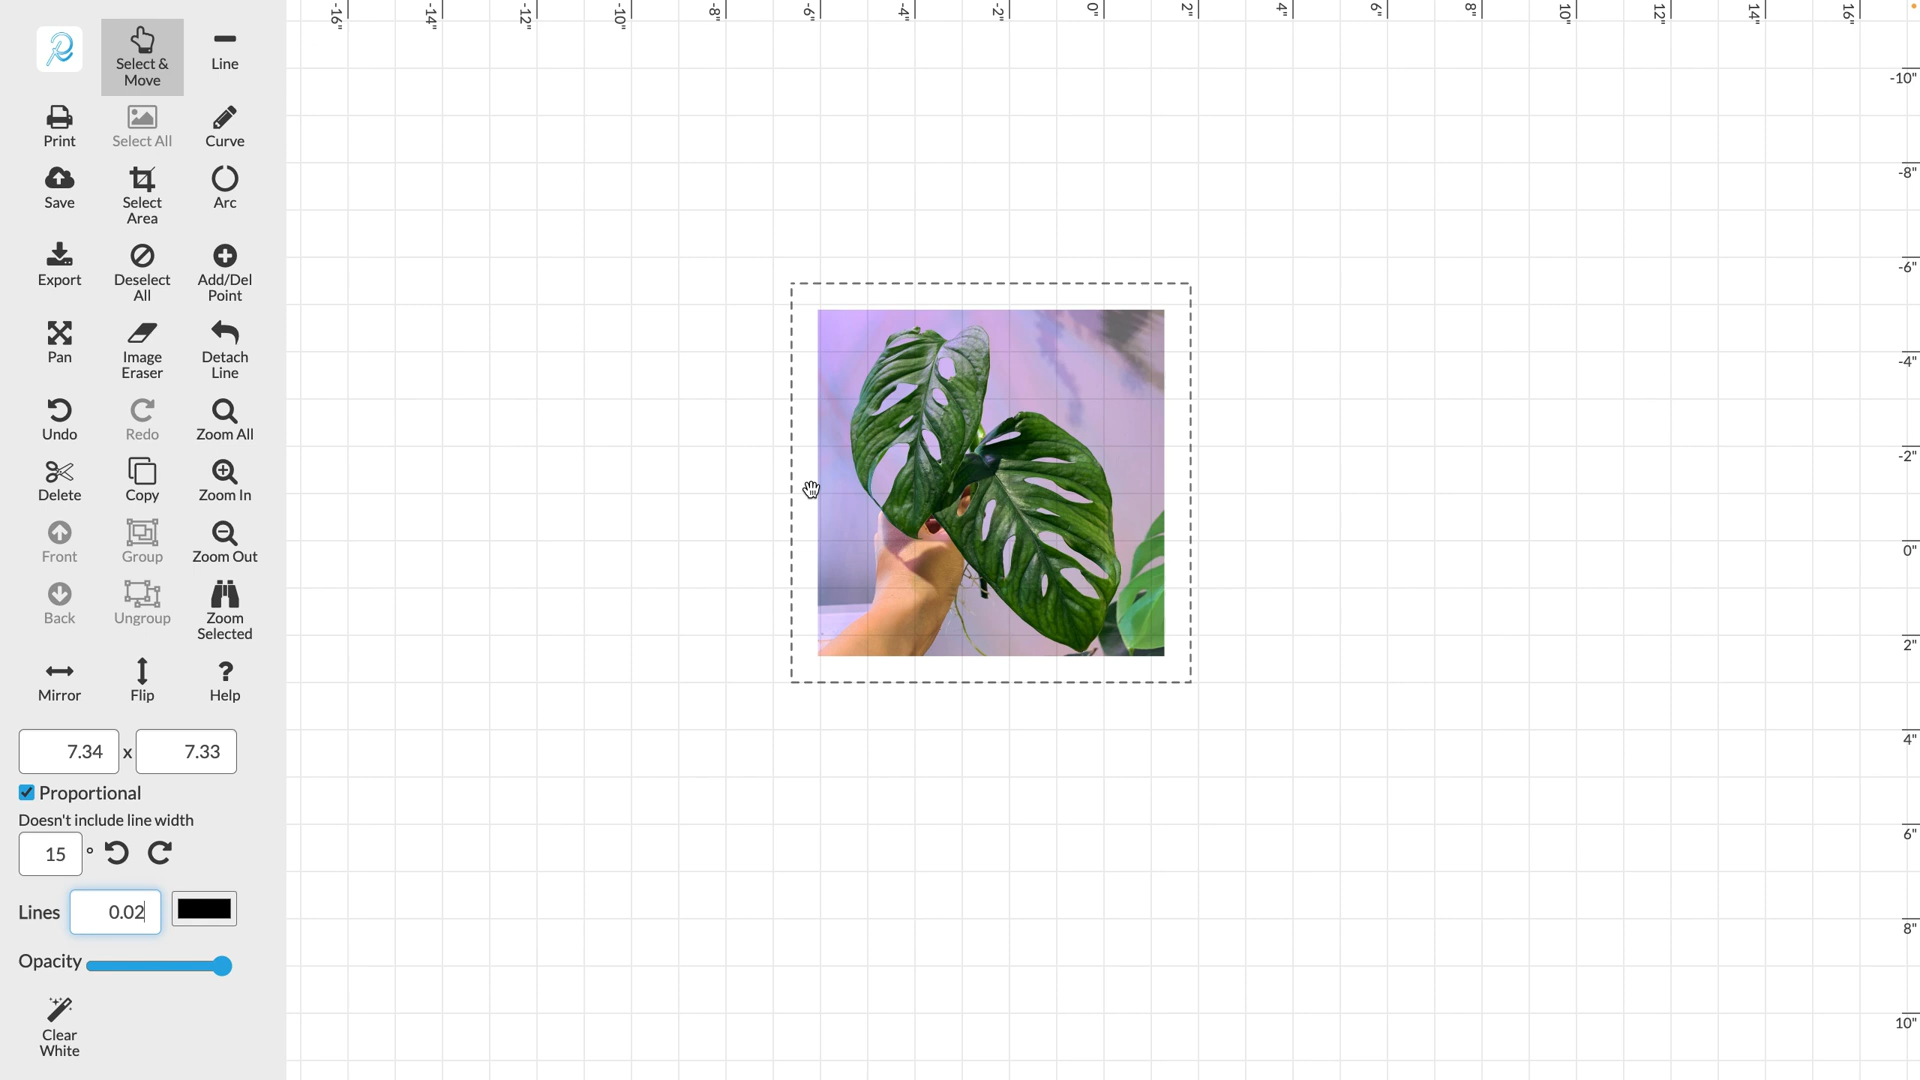 -16" -14" -12" -10" -8" -6" -4" -2" 0" 2" 4" 6" 8" 10" 12" 14" 16"
Select &
Move
Line
Print
Select All
Curve
Save
Select
Area
Arc
Export
Deselect
All
Add/Del
Point
Pan
Image
Eraser
Detach
Line
Undo
Redo
Zoom All
Delete
Copy
Zoom In
Front
Group
Zoom Out
Back
Ungroup
Zoom
Selected
Mirror
Flip
? Help
7.34 x 7.33
Proportional
Doesn't include line width
15 °
Lines 0.02
Opacity
Clear
White
-10"
-8"
-6"
-4"
-2"
0"
2"
4"
6"
8"
10"